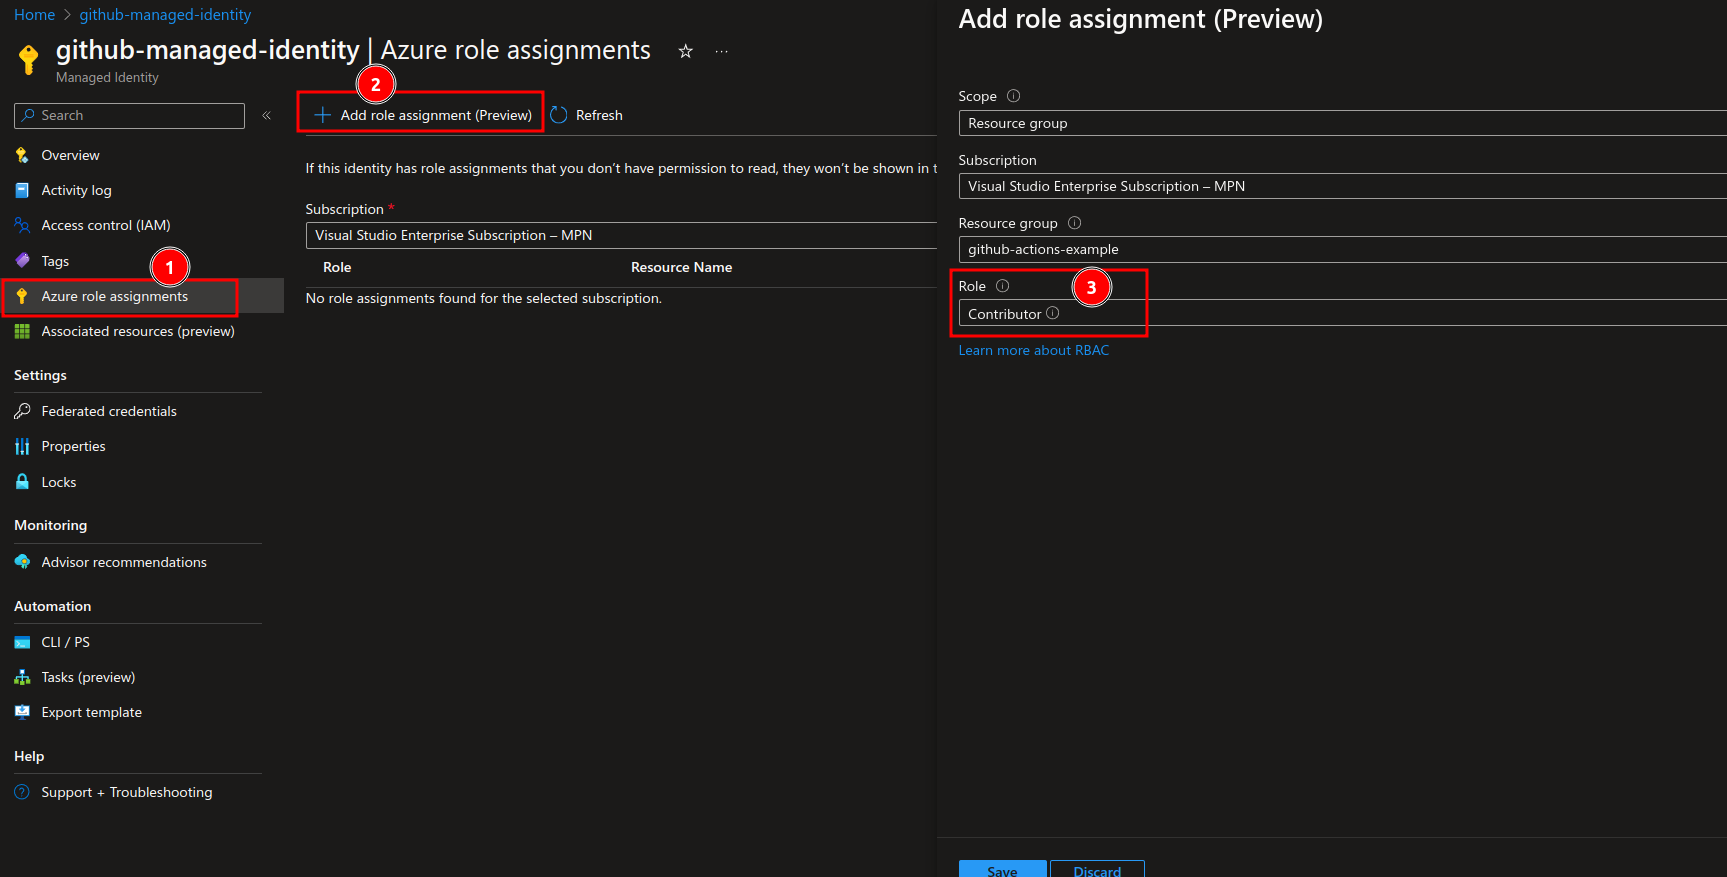 Home > github-managed-identity
github-managed-identity | Azure role assignments
Managed Identity
Search
Overview
Activity log
Access control (IAM)
Tags
1
Azure role assignments
Associated resources (preview)
Settings
Federated credentials
Properties
Locks
Monitoring
Advisor recommendations
Automation
CLI / PS
Tasks (preview)
Export template
Help
Support + Troubleshooting
2
Add role assignment (Preview)
Refresh
If this identity has role assignments that you don't have permission to read, they won't be shown in t
Subscription *
Visual Studio Enterprise Subscription – MPN
Role
Resource Name
No role assignments found for the selected subscription.
Add role assignment (Preview)
Scope
Resource group
Subscription
Visual Studio Enterprise Subscription – MPN
Resource group
github-actions-example
Role
3
Contributor
Learn more about RBAC
Save
Discard